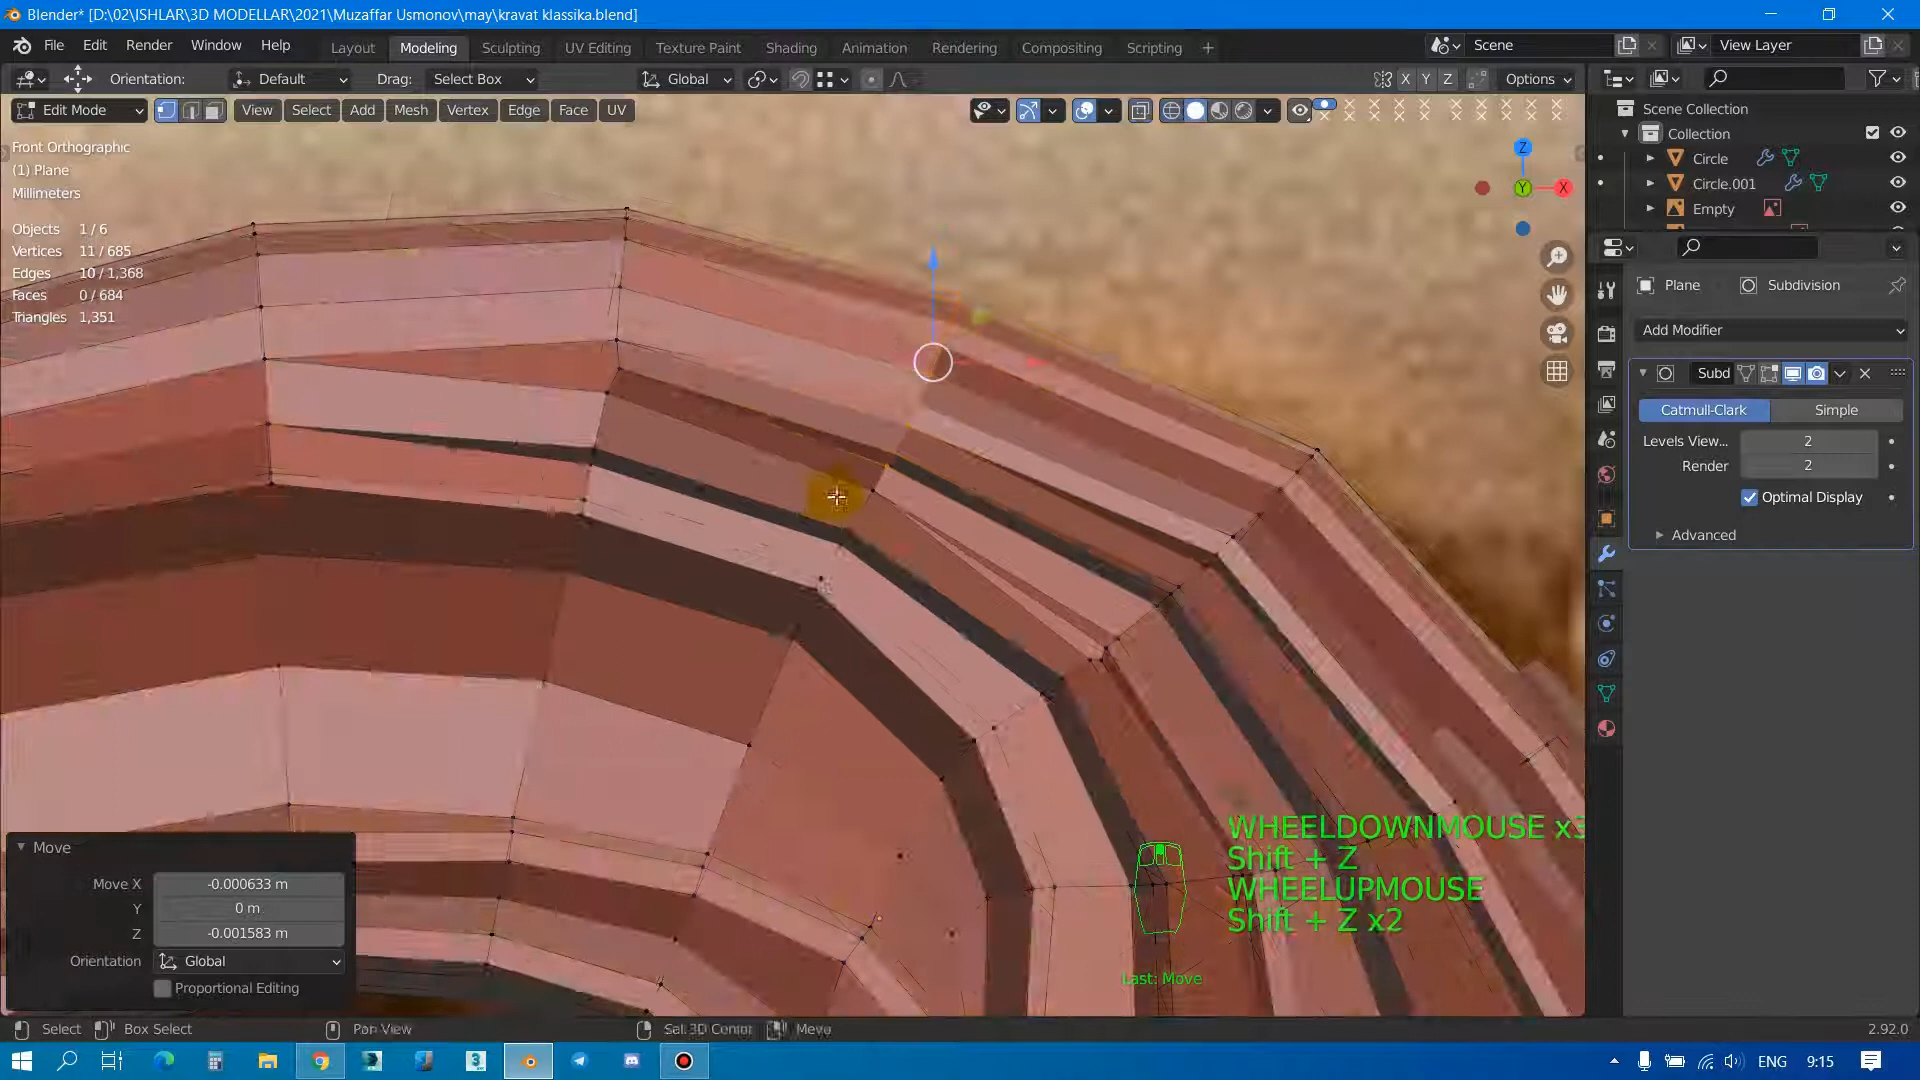 Blender* [D:\02\ISHLAR\3D MODELLAR\2021\Muzaffar Usmonov\may\kravat klassika.blend]
File Edit Render Window Help Layout Modeling Sculpting UV Editing Texture Paint Shading Animation Rendering Compositing Scripting + Scene View Layer
Orientation: Default Drag: Select Box Global X Y Z Options
Edit Mode View Select Add Mesh Vertex Edge Face UV
Scene Collection
Collection
Circle
Circle.001
Empty
Front Orthographic
(1) Plane
Millimeters
Objects 1 / 6
Vertices 11 / 685
Edges 10 / 1,368
Faces 0 / 684
Triangles 1,351
Z
Y
X
Plane Subdivision
Add Modifier
Subd
Catmull-Clark Simple
Levels View... 2
Render 2
Optimal Display
Advanced
Move
Move X -0.000633 m
Y 0 m
Z -0.001583 m
Orientation Global
Proportional Editing
WHEELDOWNMOUSE x3
Shift + Z
WHEELUPMOUSE
Shift + Z x2
Last: Move
Select Box Select Pan View Move 2.92.0
ENG 9:15